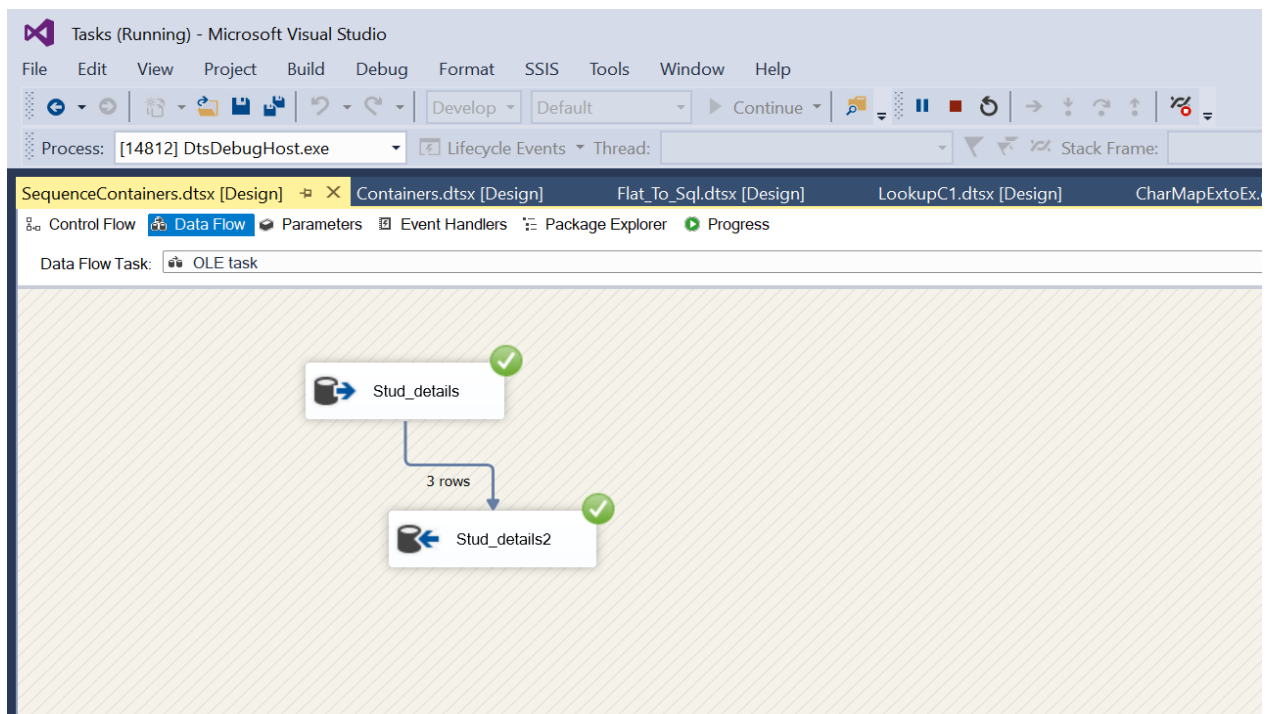 Tasks (Running) - Microsoft Visual Studio
File Edit View Project Build Debug Format SSIS Tools Window Help
Develop Default Continue
Process: [14812] DtsDebugHost.exe Lifecycle Events Thread: Stack Frame:
SequenceContainers.dtsx [Design] Containers.dtsx [Design] Flat_To_Sql.dtsx [Design] LookupC1.dtsx [Design] CharMapExtoEx.
Control Flow Data Flow Parameters Event Handlers Package Explorer Progress
Data Flow Task: OLE task
Stud_details
3 rows
Stud_details2